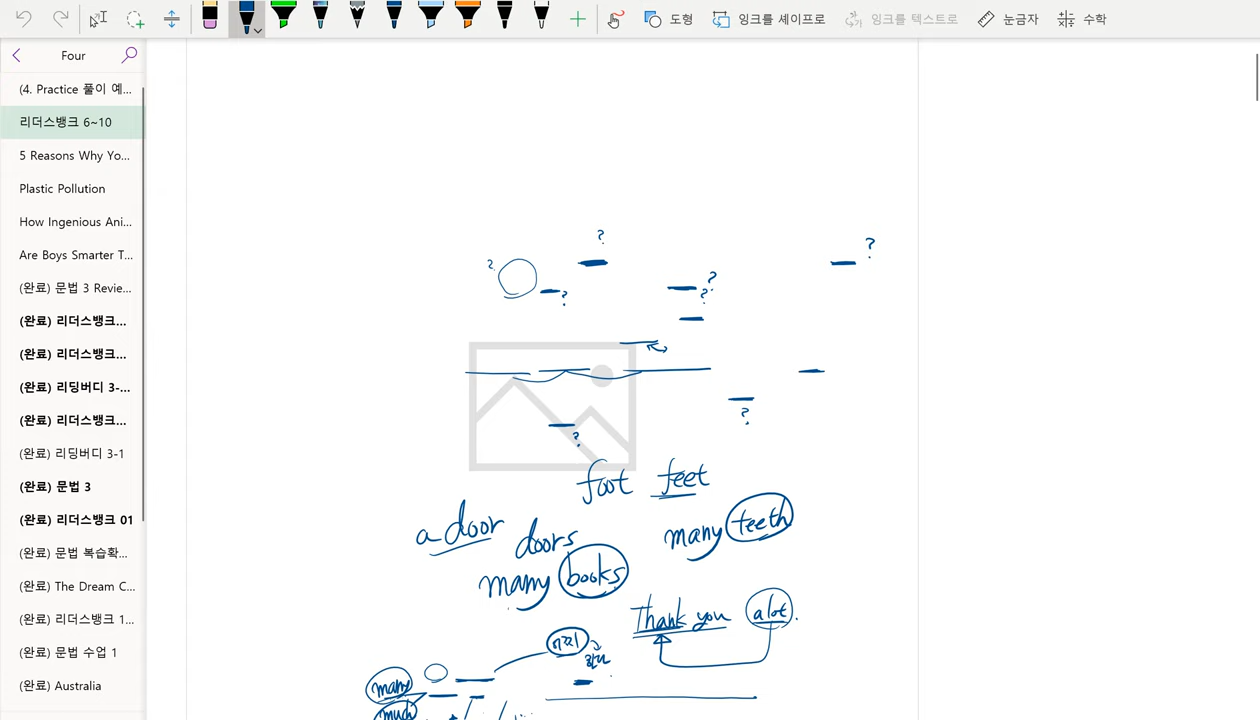 도형
잉크를 셰이프로
잉크를 텍스트로
눈금자
수학
Four
(4. Practice 풀이 예...
리더스뱅크 6~10
5 Reasons Why Yo...
Plastic Pollution
How Ingenious Ani...
Are Boys Smarter T...
(완료) 문법 3 Revie...
(완료) 리더스뱅크...
(완료) 리더스뱅크...
(완료) 리딩버디 3-...
(완료) 리더스뱅크...
(완료) 리딩버디 3-1
(완료) 문법 3
(완료) 리더스뱅크 01
(완료) 문법 복습확...
(완료) The Dream C...
(완료) 리더스뱅크 1...
(완료) 문법 수업 1
(완료) Australia
?
?
?
?
?
?
?
?
foot feet
a door doors
many teeth
many books
Thank you a lot.
many
much